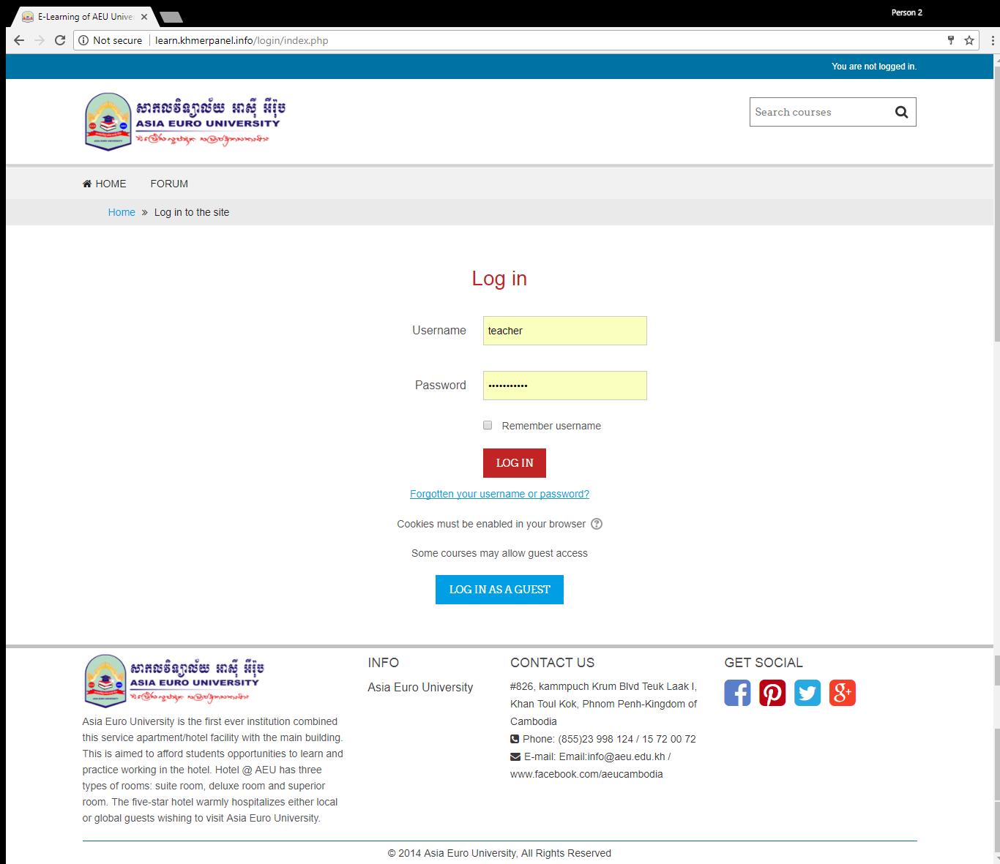 Person 2
E-Learning of AEU Unive
Not secure learn.khmerpanel.info/login/index.php
You are not logged in.
សាកលវិទ្យាល័យ អាស៊ី អឺរ៉ុប
ASIA EURO UNIVERSITY
Search courses
HOME FORUM
Home » Log in to the site
Log in
Username teacher
Password •••••••••••
Remember username
LOG IN
Forgotten your username or password?
Cookies must be enabled in your browser
Some courses may allow guest access
LOG IN AS A GUEST
សាកលវិទ្យាល័យ អាស៊ី អឺរ៉ុប
ASIA EURO UNIVERSITY
Asia Euro University is the first ever institution combined
this service apartment/hotel facility with the main building.
This is aimed to afford students opportunities to learn and
practice working in the hotel. Hotel @ AEU has three
types of rooms: suite room, deluxe room and superior
room. The five-star hotel warmly hospitalizes either local
or global guests wishing to visit Asia Euro University.
INFO
Asia Euro University
CONTACT US
#826, kammpuch Krum Blvd Teuk Laak I,
Khan Toul Kok, Phnom Penh-Kingdom of
Cambodia
Phone: (855)23 998 124 / 15 72 00 72
E-mail: Email:info@aeu.edu.kh /
www.facebook.com/aeucambodia
GET SOCIAL
© 2014 Asia Euro University, All Rights Reserved